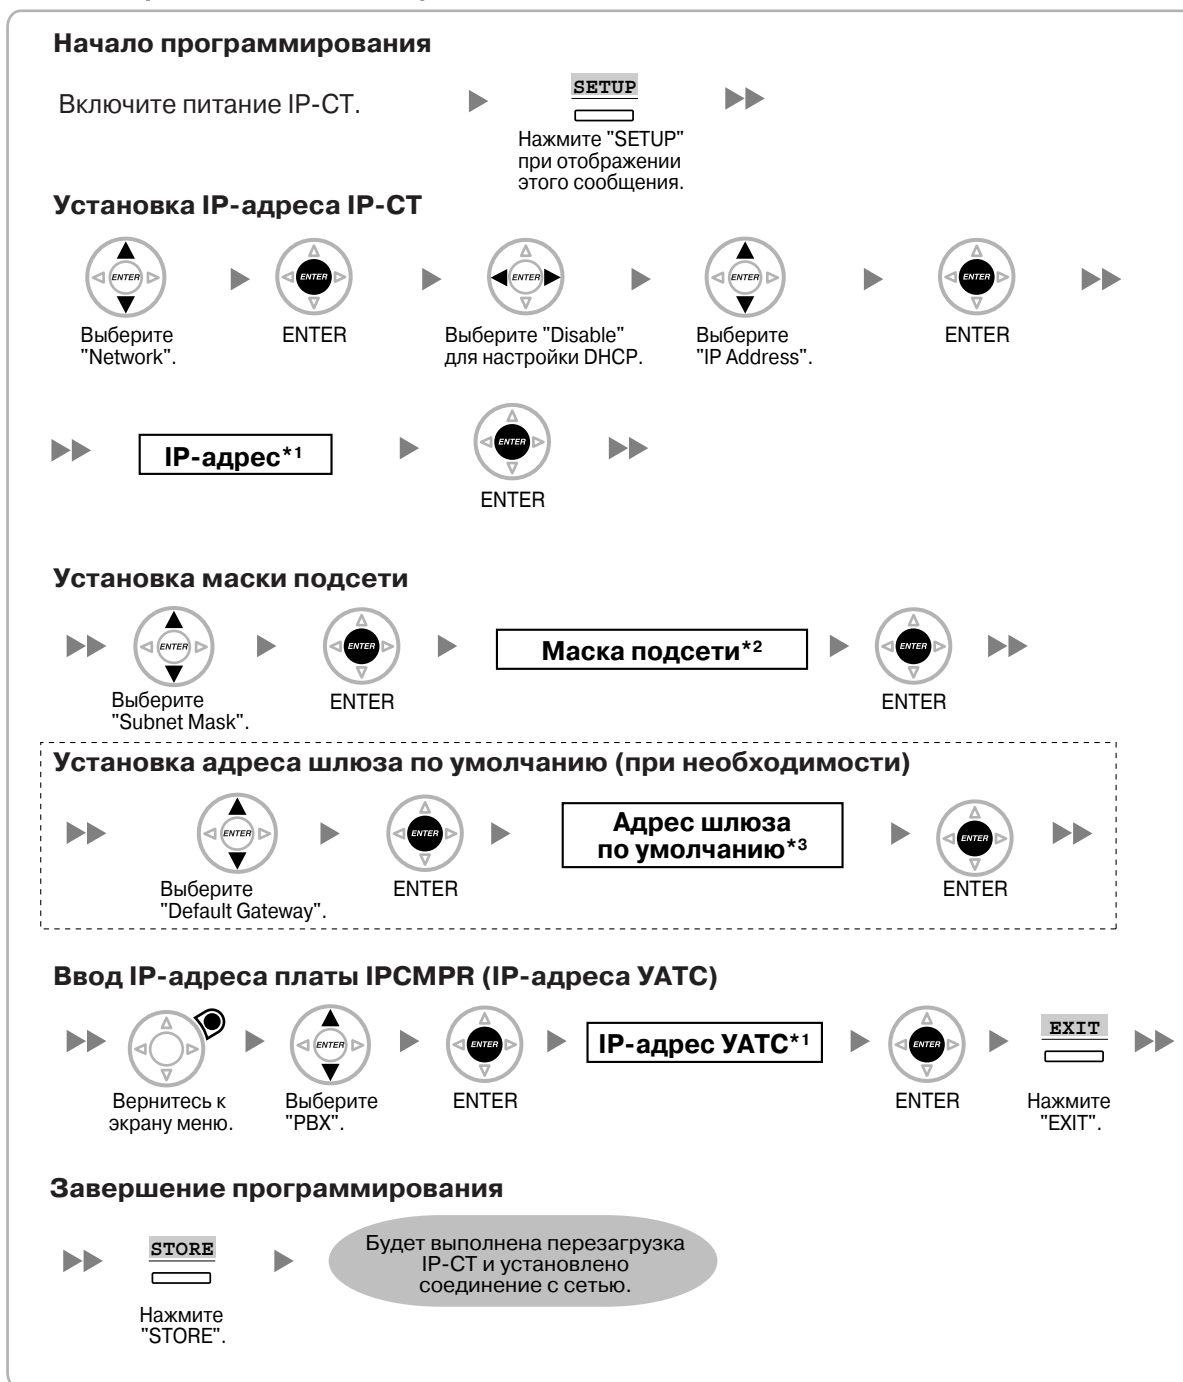 Начало программирования
Включите питание IP-СТ.
SETUP
Нажмите "SETUP"
при отображении
этого сообщения.
Установка IP-адреса IP-СТ
ENTER
ENTER
ENTER
ENTER
ENTER
Выберите
"Network".
ENTER
Выберите "Disable"
для настройки DHCP.
Выберите
"IP Address".
ENTER
IP-адрес*1
ENTER
ENTER
Установка маски подсети
ENTER
ENTER
Маска подсети*2
ENTER
Выберите
"Subnet Mask".
ENTER
ENTER
Установка адреса шлюза по умолчанию (при необходимости)
ENTER
ENTER
Адрес шлюза
по умолчанию*3
ENTER
Выберите
"Default Gateway".
ENTER
ENTER
Ввод IP-адреса платы IPCMPR (IP-адреса УАТС)
ENTER
ENTER
IP-адрес УАТС*1
ENTER
EXIT
Вернитесь к
экрану меню.
Выберите
"PBX".
ENTER
ENTER
Нажмите
"EXIT".
Завершение программирования
STORE
Нажмите
"STORE".
Будет выполнена перезагрузка
IP-СТ и установлено
соединение с сетью.